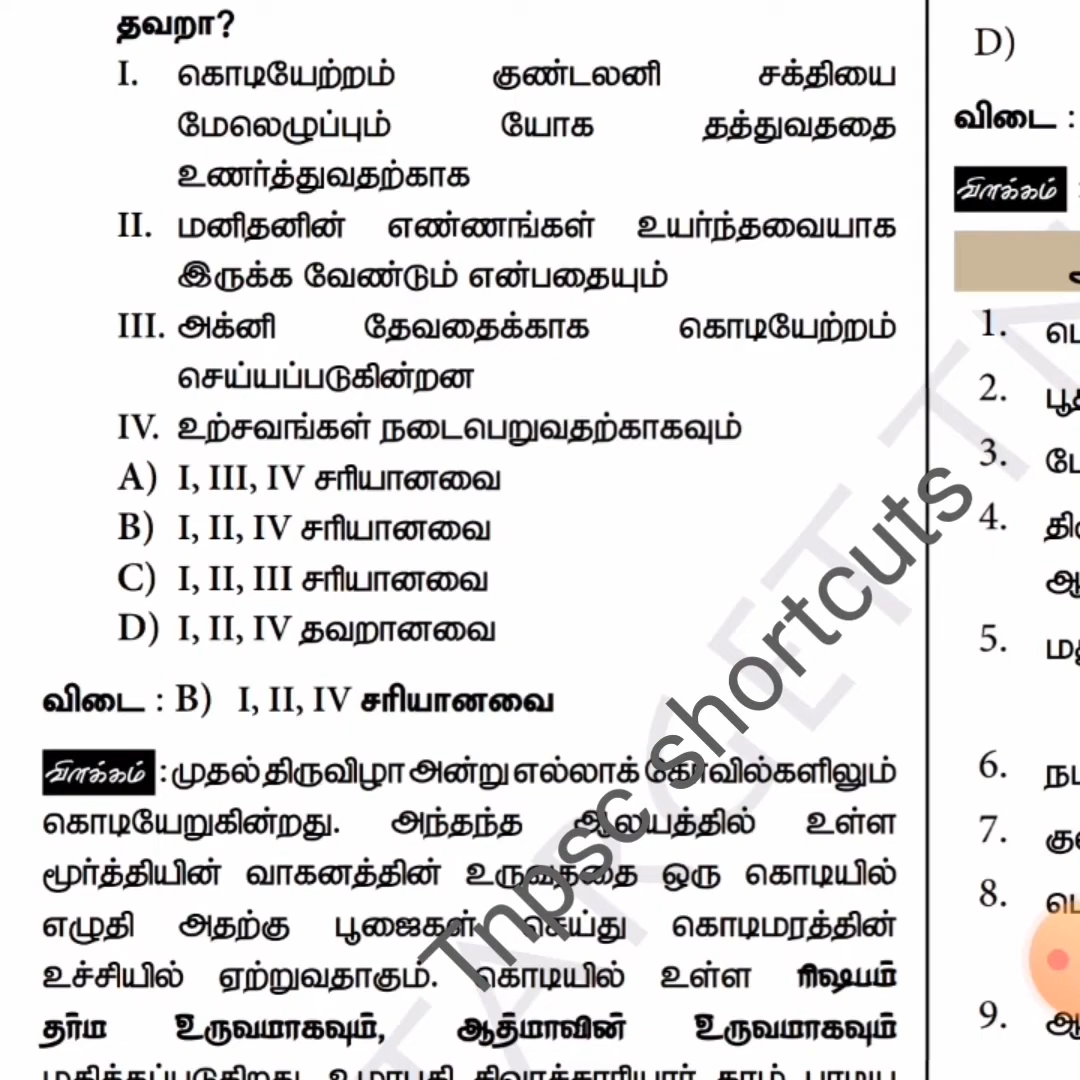 தவறா?
I. கொடியேற்றம் குண்டலனி சக்தியை
மேலெழுப்பும் யோக தத்துவததை
உணர்த்துவதற்காக
II. மனிதனின் எண்ணங்கள் உயர்ந்தவையாக
இருக்க வேண்டும் என்பதையும்
III. அக்னி தேவதைக்காக கொடியேற்றம்
செய்யப்படுகின்றன
IV. உற்சவங்கள் நடைபெறுவதற்காகவும்
A) I, III, IV சரியானவை
B) I, II, IV சரியானவை
C) I, II, III சரியானவை
D) I, II, IV தவறானவை
விடை : B) I, II, IV சரியானவை
விளக்கம் : முதல் திருவிழா அன்று எல்லாக் கோவில்களிலும்
கொடியேறுகின்றது. அந்தந்த ஆலயத்தில் உள்ள
மூர்த்தியின் வாகனத்தின் உருவத்தை ஒரு கொடியில்
எழுதி அதற்கு பூஜைகள் செய்து கொடிமரத்தின்
உச்சியில் ஏற்றுவதாகும். கொடியில் உள்ள ரிஷபம்
தர்ம உருவமாகவும், ஆத்மாவின் உருவமாகவும்
D)
விடை :
விளக்கம் :
1.
2.
3.
4.
5.
6.
7.
8.
9.
Tnpsc shortcuts
TARGET